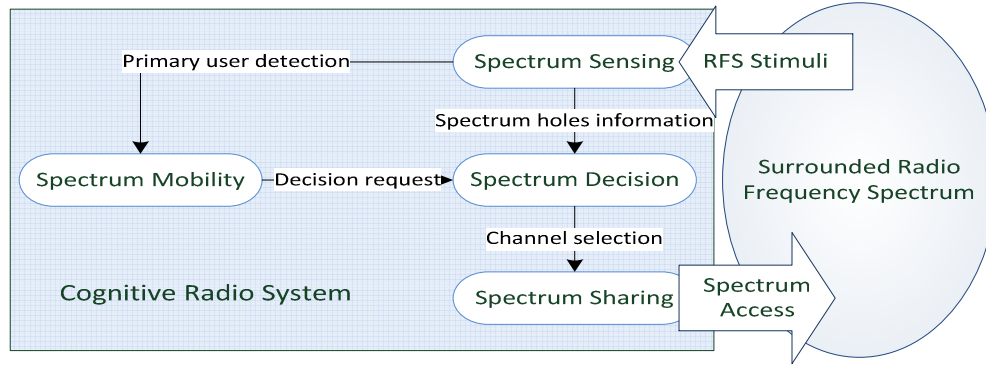 Primary user detection
Spectrum Sensing
RFS Stimuli
Spectrum holes information
Spectrum Mobility
Decision request
Spectrum Decision
Surrounded Radio
Frequency Spectrum
Channel selection
Cognitive Radio System
Spectrum Sharing
Spectrum
Access